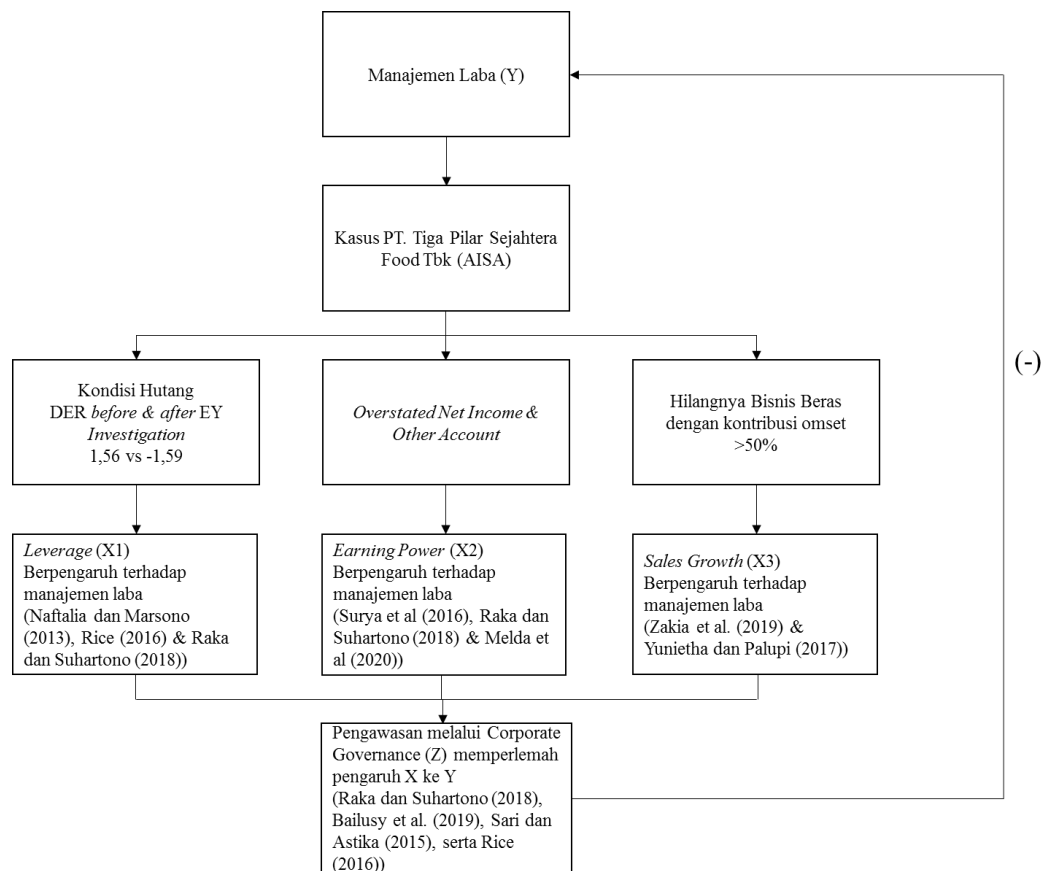 Manajemen Laba (Y)
Kasus PT. Tiga Pilar Sejahtera
Food Tbk (AISA)
(-)
Kondisi Hutang
DER before & after EY
Investigation
1,56 vs -1,59
Overstated Net Income &
Other Account
Hilangnya Bisnis Beras
dengan kontribusi omset
>50%
Leverage (X1)
Berpengaruh terhadap
manajemen laba
(Naftalia dan Marsono
(2013), Rice (2016) & Raka
dan Suhartono (2018))
Earning Power (X2)
Berpengaruh terhadap
manajemen laba
(Surya et al (2016), Raka dan
Suhartono (2018) & Melda et
al (2020))
Sales Growth (X3)
Berpengaruh terhadap
manajemen laba
(Zakia et al. (2019) &
Yunietha dan Palupi (2017))
Pengawasan melalui Corporate
Governance (Z) memperlemah
pengaruh X ke Y
(Raka dan Suhartono (2018),
Bailusy et al. (2019), Sari dan
Astika (2015), serta Rice
(2016))